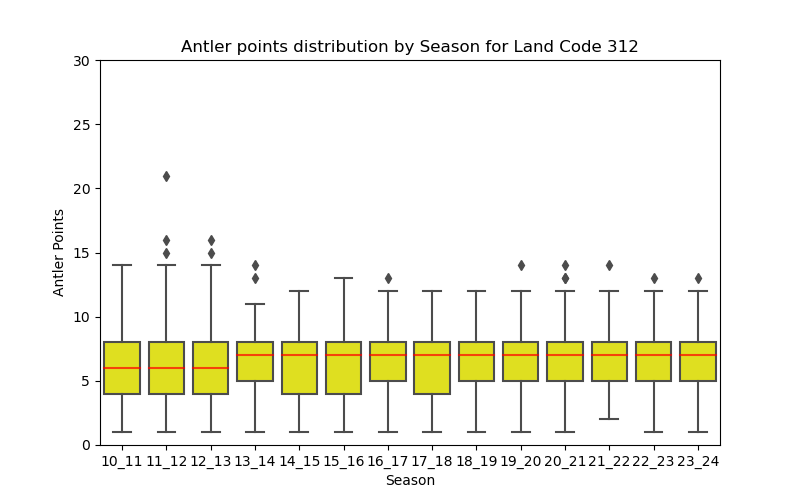 Antler points distribution by Season for Land Code 312
30
25
20
15
10
5
0
Antler Points
10_11 11_12 12_13 13_14 14_15 15_16 16_17 17_18 18_19 19_20 20_21 21_22 22_23 23_24
Season